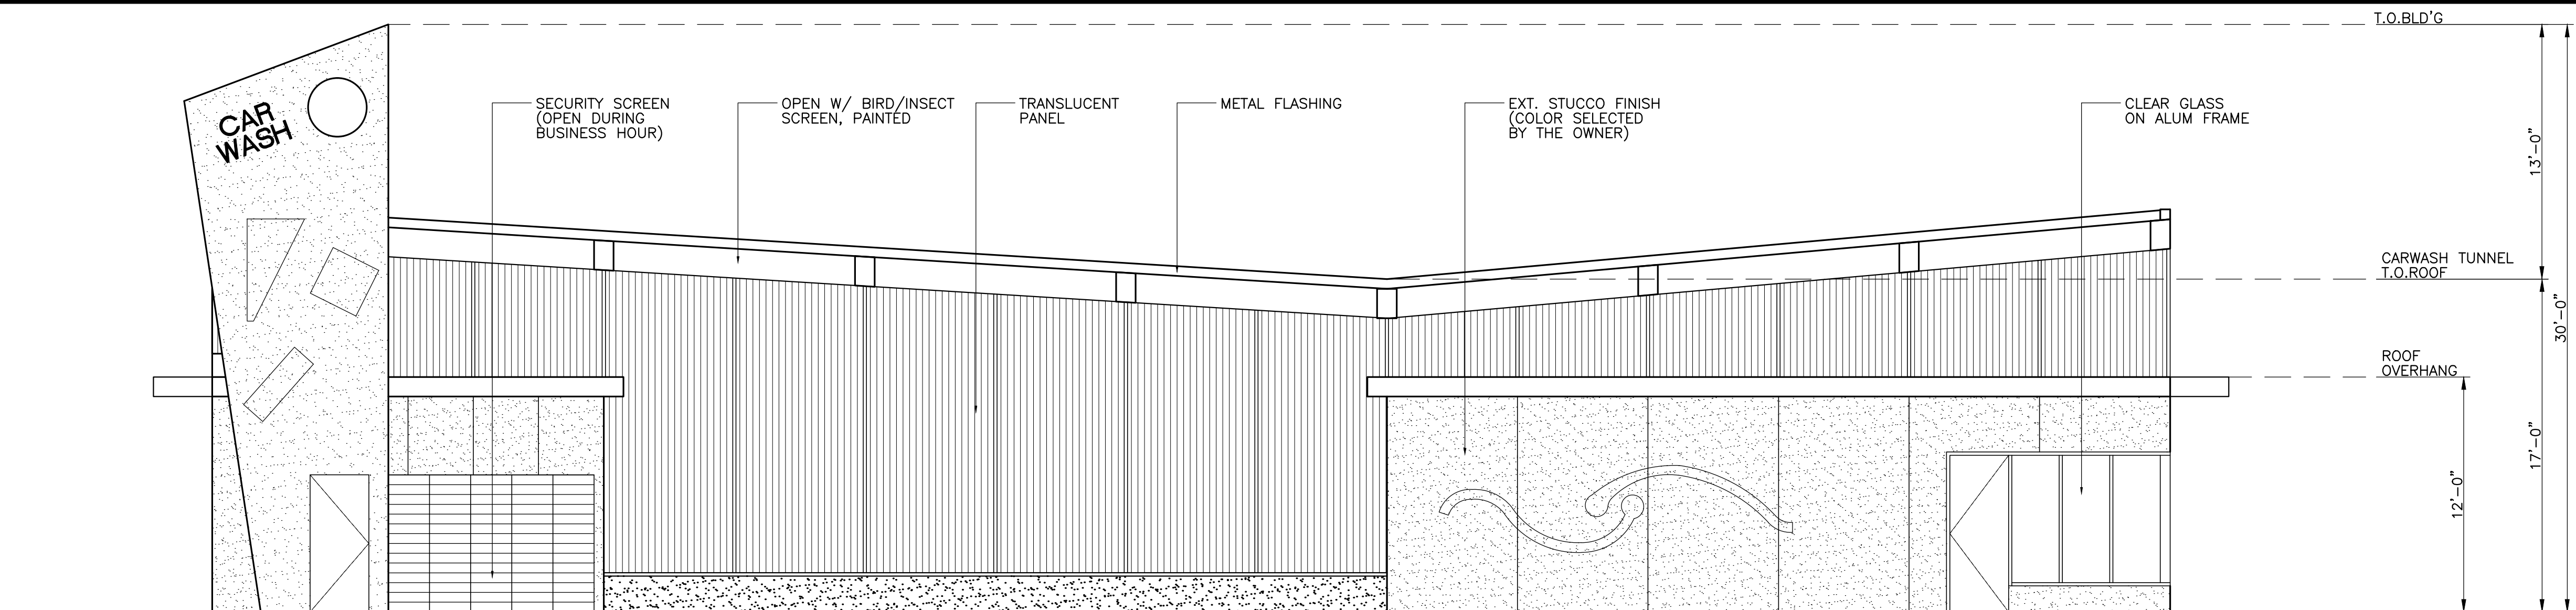 T.O.BLD'G
CAR
WASH
SECURITY SCREEN
(OPEN DURING
BUSINESS HOUR)
OPEN W/ BIRD/INSECT
SCREEN, PAINTED
TRANSLUCENT
PANEL
METAL FLASHING
EXT. STUCCO FINISH
(COLOR SELECTED
BY THE OWNER)
CLEAR GLASS
ON ALUM FRAME
13'-0"
CARWASH TUNNEL
T.O.ROOF
30'-0"
ROOF
OVERHANG
17'-0"
12'-0"